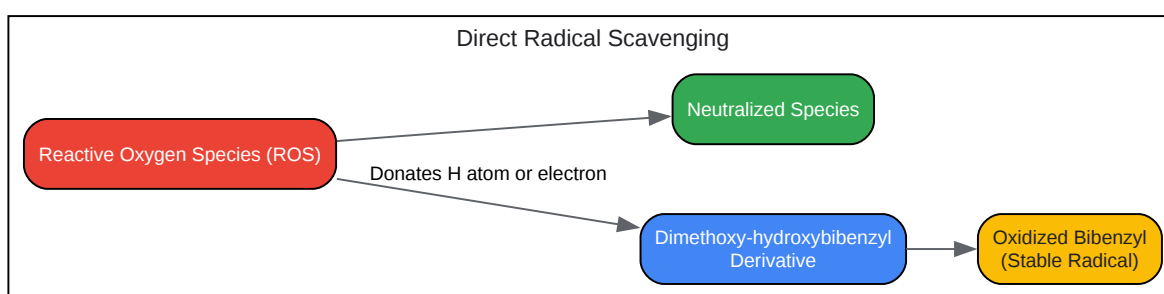 Direct Radical Scavenging
Neutralized Species
Reactive Oxygen Species (ROS)
Donates H atom or electron
Dimethoxy-hydroxybibenzyl
Derivative
Oxidized Bibenzyl
(Stable Radical)